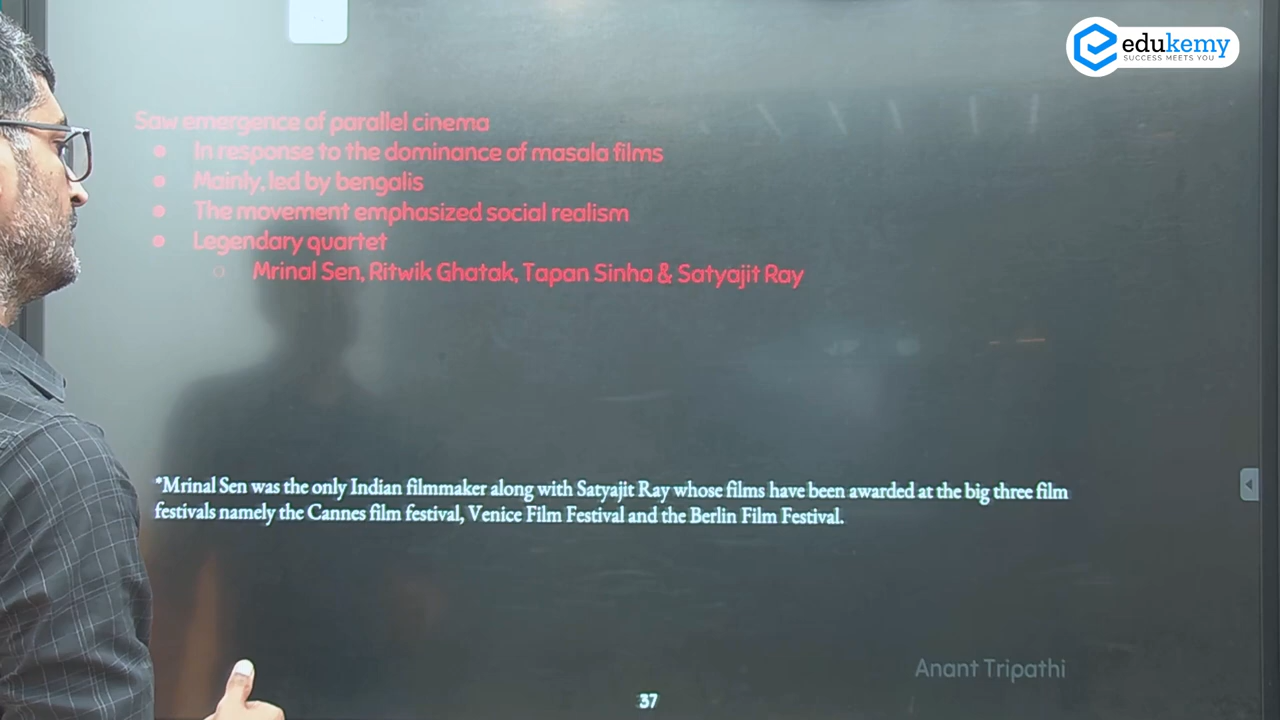 edukemy
SUCCESS MEETS YOU
Saw emergence of parallel cinema
● In response to the dominance of masala films
● Mainly, led by bengalis
● The movement emphasized social realism
● Legendary quartet
○ Mrinal Sen, Ritwik Ghatak, Tapan Sinha & Satyajit Ray
*Mrinal Sen was the only Indian filmmaker along with Satyajit Ray whose films have been awarded at the big three film
festivals namely the Cannes film festival, Venice Film Festival and the Berlin Film Festival.
Anant Tripathi
37